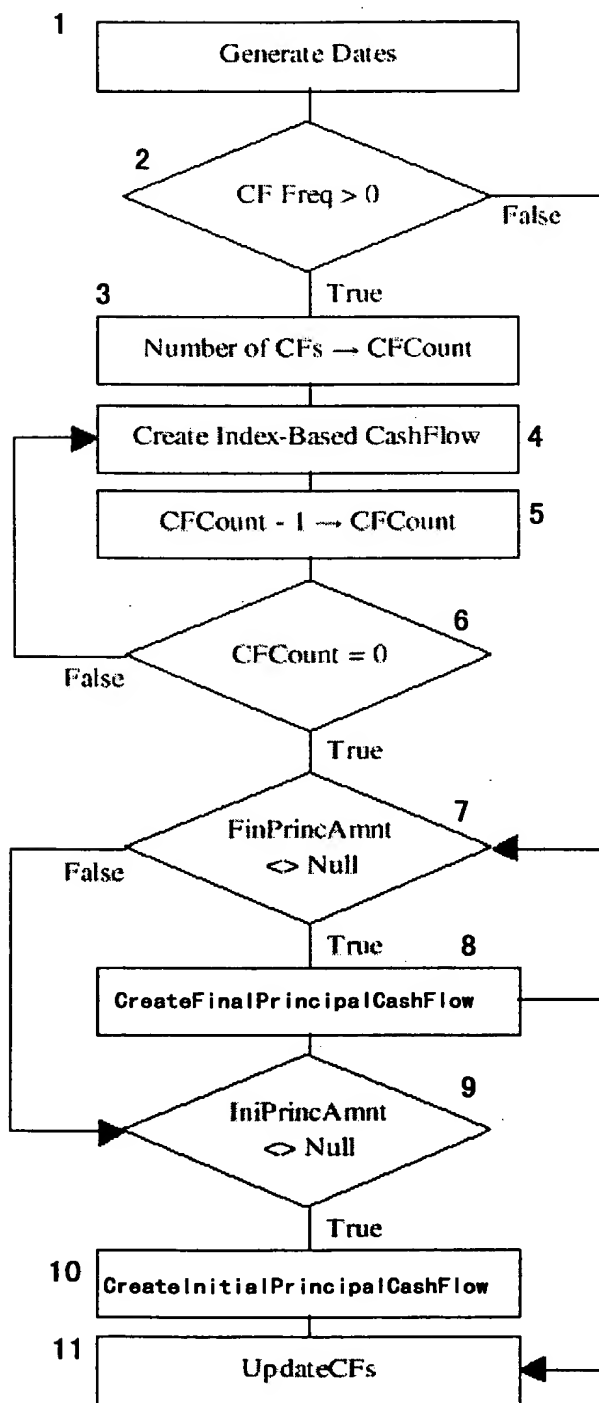 1
Generate Dates
2
CF Freq > 0
False
True
3
Number of CFs → CFCount
Create Index-Based CashFlow
4
CFCount - 1 → CFCount
5
6
CFCount = 0
False
True
7
FinPrincAmnt
<> Null
False
True
8
CreateFinalPrincipalCashFlow
9
IniPrincAmnt
<> Null
True
10
CreateInitialPrincipalCashFlow
11
UpdateCFs